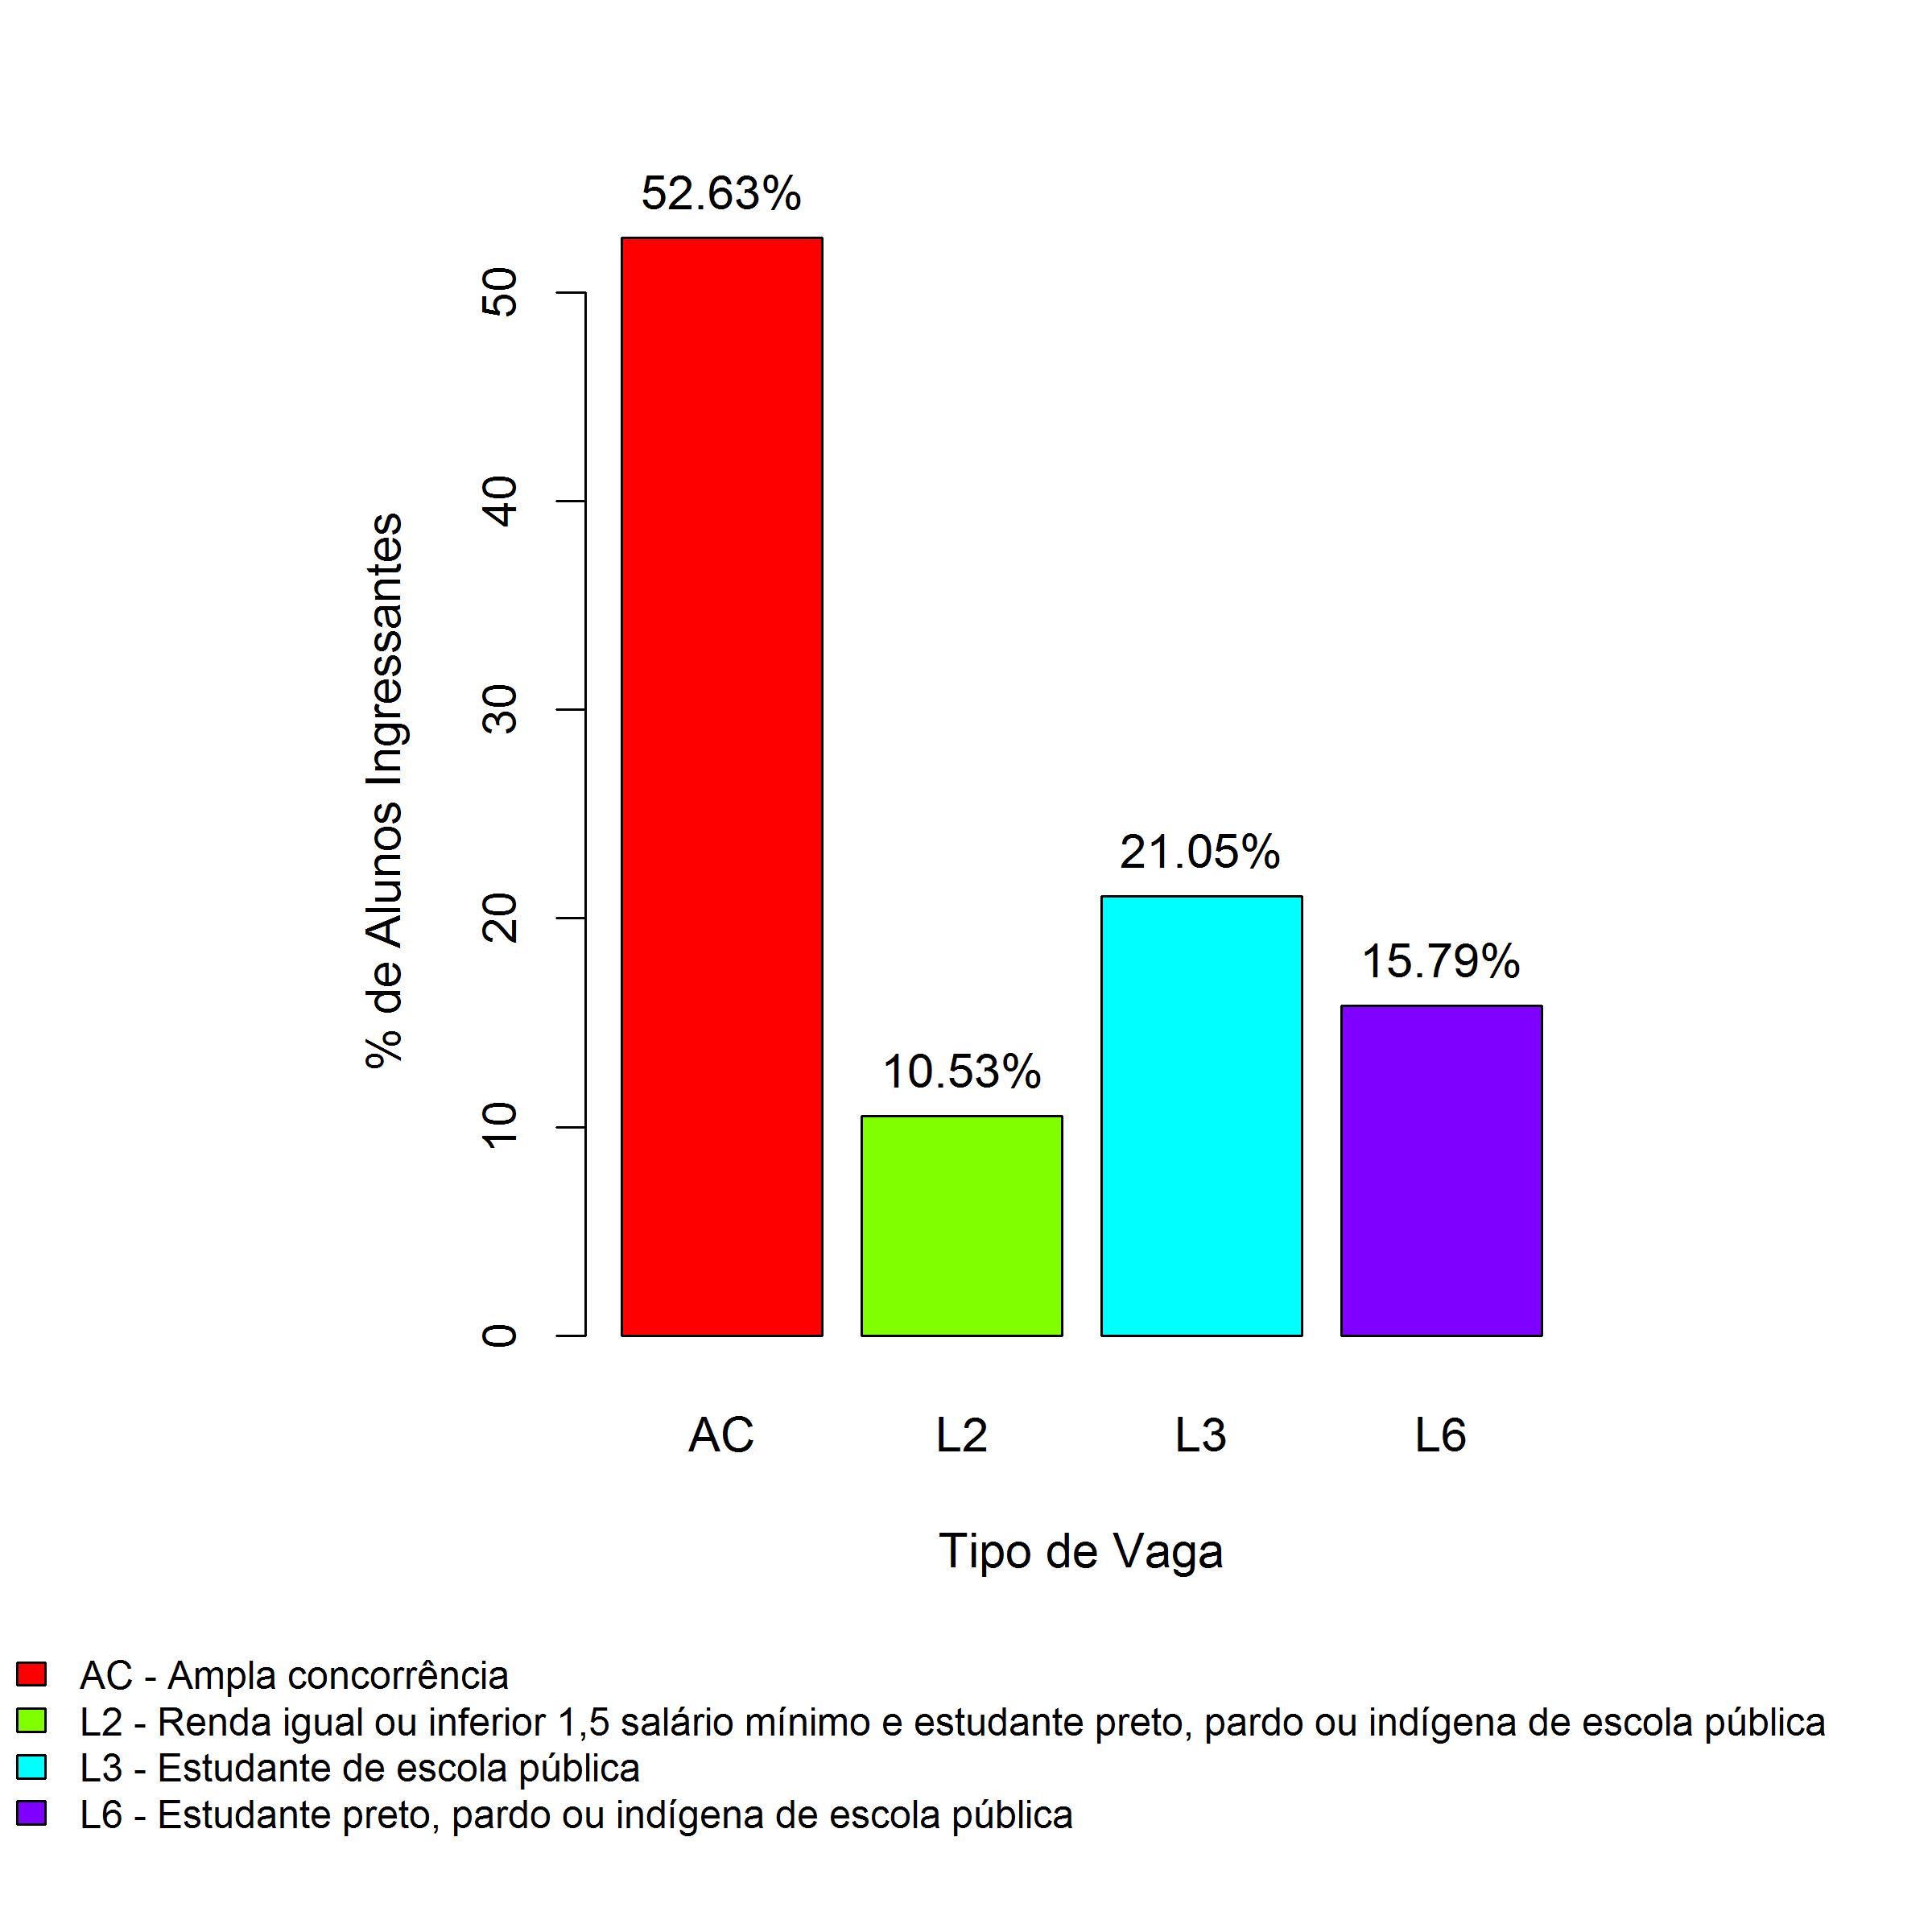 52.63%
50
40
30
20
10
0
% de Alunos Ingressantes
21.05%
15.79%
10.53%
AC
L2
L3
L6
Tipo de Vaga
AC - Ampla concorrência
L2 - Renda igual ou inferior 1,5 salário mínimo e estudante preto, pardo ou indígena de escola pública
L3 - Estudante de escola pública
L6 - Estudante preto, pardo ou indígena de escola pública